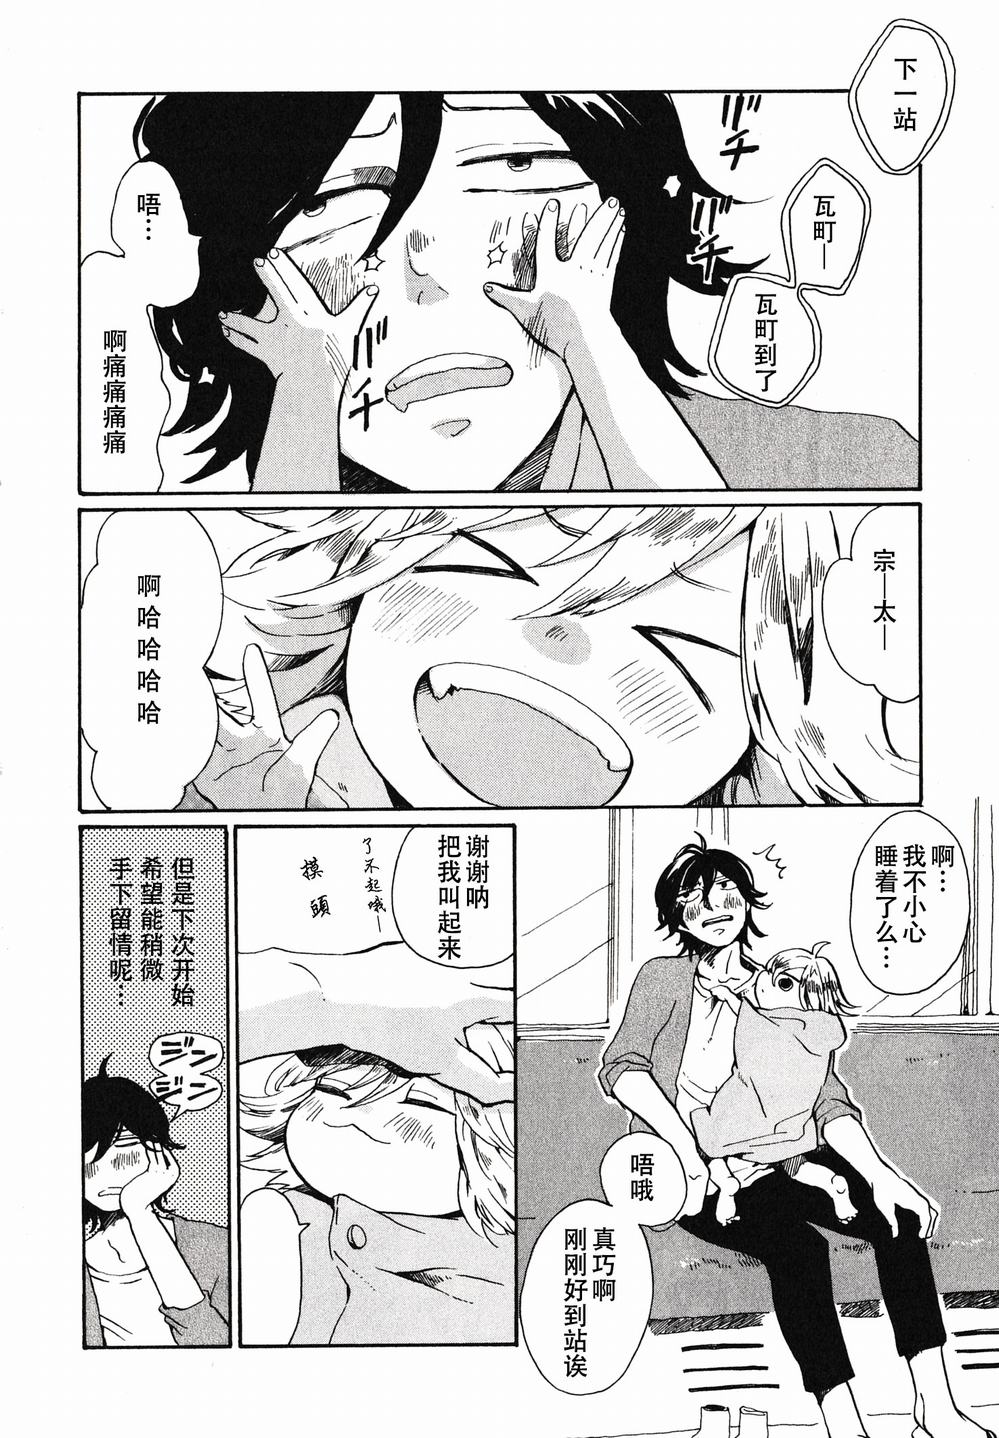 下一站
瓦町—
瓦町到了
バチ
バチ
バチ
唔…
啊痛痛痛痛
宗—太—
啊哈哈哈哈
啊…
我不小心
睡着了么…
唔哦
真巧啊
刚刚好到站诶
谢谢呐
把我叫起来
了不起哦—
摸頭
但是下次开始
希望能稍微
手下留情呢…
ジン
ジン